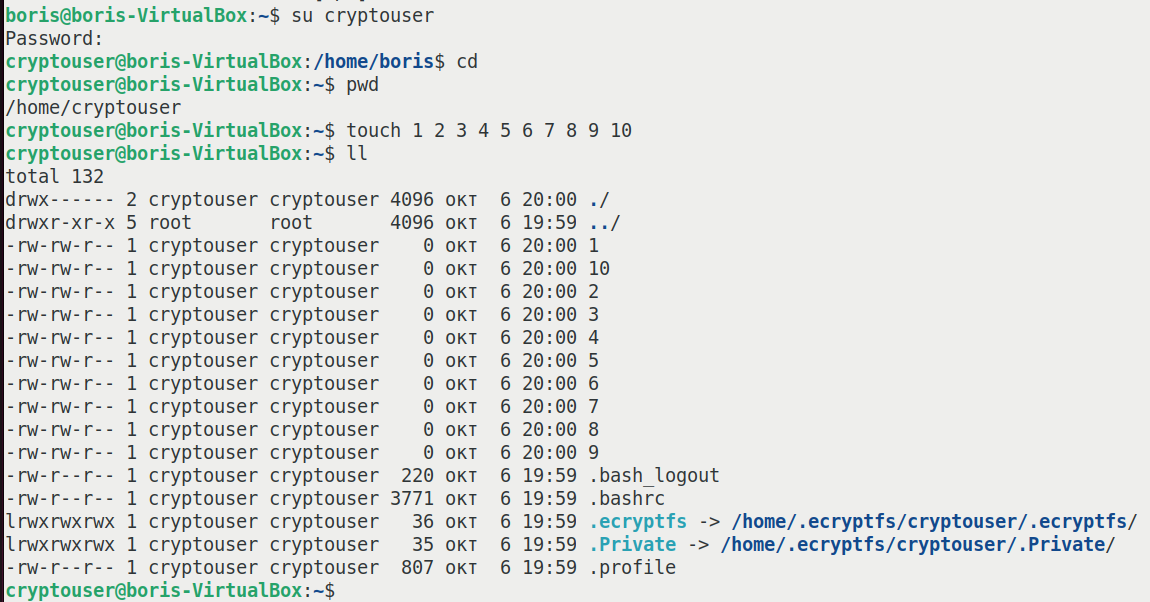 boris@boris-VirtualBox:~$ su cryptouser
Password:
cryptouser@boris-VirtualBox:/home/boris$ cd
cryptouser@boris-VirtualBox:~$ pwd
/home/cryptouser
cryptouser@boris-VirtualBox:~$ touch 1 2 3 4 5 6 7 8 9 10
cryptouser@boris-VirtualBox:~$ ll
total 132
drwx------ 2 cryptouser cryptouser 4096 окт  6 20:00 ./
drwxr-xr-x 5 root       root       4096 окт  6 19:59 ../
-rw-rw-r-- 1 cryptouser cryptouser    0 окт  6 20:00 1
-rw-rw-r-- 1 cryptouser cryptouser    0 окт  6 20:00 10
-rw-rw-r-- 1 cryptouser cryptouser    0 окт  6 20:00 2
-rw-rw-r-- 1 cryptouser cryptouser    0 окт  6 20:00 3
-rw-rw-r-- 1 cryptouser cryptouser    0 окт  6 20:00 4
-rw-rw-r-- 1 cryptouser cryptouser    0 окт  6 20:00 5
-rw-rw-r-- 1 cryptouser cryptouser    0 окт  6 20:00 6
-rw-rw-r-- 1 cryptouser cryptouser    0 окт  6 20:00 7
-rw-rw-r-- 1 cryptouser cryptouser    0 окт  6 20:00 8
-rw-rw-r-- 1 cryptouser cryptouser    0 окт  6 20:00 9
-rw-r--r-- 1 cryptouser cryptouser  220 окт  6 19:59 .bash_logout
-rw-r--r-- 1 cryptouser cryptouser 3771 окт  6 19:59 .bashrc
lrwxrwxrwx 1 cryptouser cryptouser   36 окт  6 19:59 .ecryptfs -> /home/.ecryptfs/cryptouser/.ecryptfs/
lrwxrwxrwx 1 cryptouser cryptouser   35 окт  6 19:59 .Private -> /home/.ecryptfs/cryptouser/.Private/
-rw-r--r-- 1 cryptouser cryptouser  807 окт  6 19:59 .profile
cryptouser@boris-VirtualBox:~$